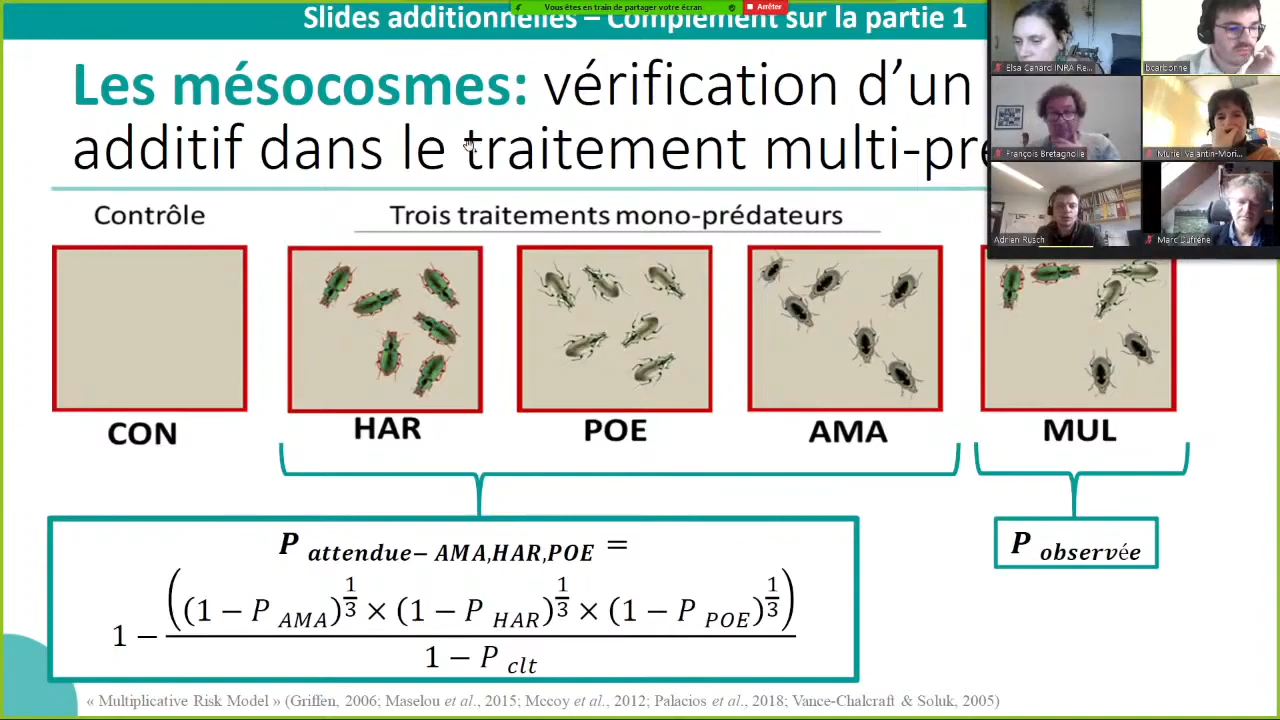 Vous êtes en train de partager votre écran
Arrêter
Slides additionnelles – Complément sur la partie 1
Les mésocosmes: vérification d'un
additif dans le traitement multi-pré
Elsa Canard INRA Re...
bcarbonne
François Bretagnolle
Muriel Valantin-Mori...
Adrien Rusch
Marc Dufrêne
Contrôle
Trois traitements mono-prédateurs
CON
HAR
POE
AMA
MUL
P attendue– AMA,HAR,POE =
1 − ((1 − P AMA)^(1/3) × (1 − P HAR)^(1/3) × (1 − P POE)^(1/3)) / (1 − P clt)
P observée
« Multiplicative Risk Model » (Griffen, 2006; Maselou et al., 2015; Mccoy et al., 2012; Palacios et al., 2018; Vance-Chalcraft & Soluk, 2005)